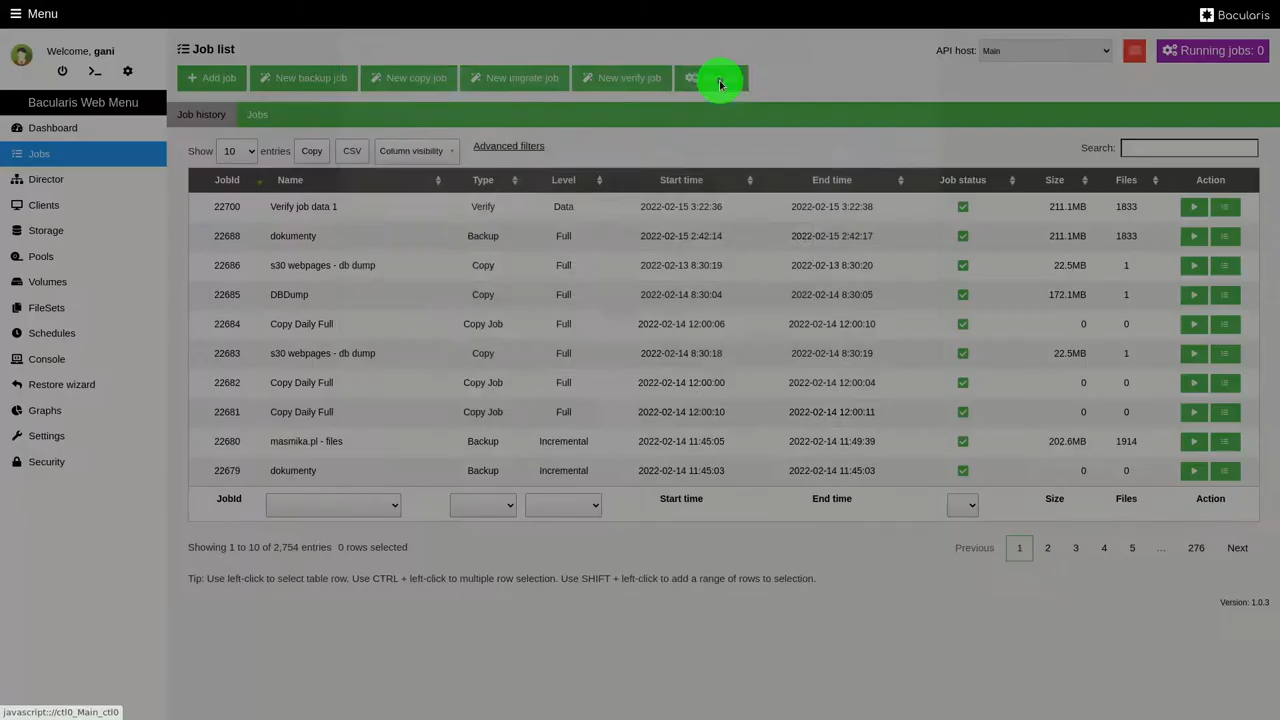 Menu
Bacularis
Welcome, gani
Bacularis Web Menu
Dashboard
Jobs
Director
Clients
Storage
Pools
Volumes
FileSets
Schedules
Console
Restore wizard
Graphs
Settings
Security
Job list
API host: Main
Running jobs: 0
Add job
New backup job
New copy job
New migrate job
New verify job
Job history
Jobs
Show 10 entries
Copy
CSV
Column visibility
Advanced filters
Search:
JobId Name Type Level Start time End time Job status Size Files Action
22700 Verify job data 1 Verify Data 2022-02-15 3:22:36 2022-02-15 3:22:38 211.1MB 1833
22688 dokumenty Backup Full 2022-02-15 2:42:14 2022-02-15 2:42:17 211.1MB 1833
22686 s30 webpages - db dump Copy Full 2022-02-13 8:30:19 2022-02-13 8:30:20 22.5MB 1
22685 DBDump Copy Full 2022-02-14 8:30:04 2022-02-14 8:30:05 172.1MB 1
22684 Copy Daily Full Copy Job Full 2022-02-14 12:00:06 2022-02-14 12:00:10 0 0
22683 s30 webpages - db dump Copy Full 2022-02-14 8:30:18 2022-02-14 8:30:19 22.5MB 1
22682 Copy Daily Full Copy Job Full 2022-02-14 12:00:00 2022-02-14 12:00:04 0 0
22681 Copy Daily Full Copy Job Full 2022-02-14 12:00:10 2022-02-14 12:00:11 0 0
22680 masmika.pl - files Backup Incremental 2022-02-14 11:45:05 2022-02-14 11:49:39 202.6MB 1914
22679 dokumenty Backup Incremental 2022-02-14 11:45:03 2022-02-14 11:45:03 0 0
JobId Start time End time Size Files Action
Showing 1 to 10 of 2,754 entries 0 rows selected
Previous 1 2 3 4 5 … 276 Next
Tip: Use left-click to select table row. Use CTRL + left-click to multiple row selection. Use SHIFT + left-click to add a range of rows to selection.
Version: 1.0.3
javascript:;//ctl0_Main_ctl0